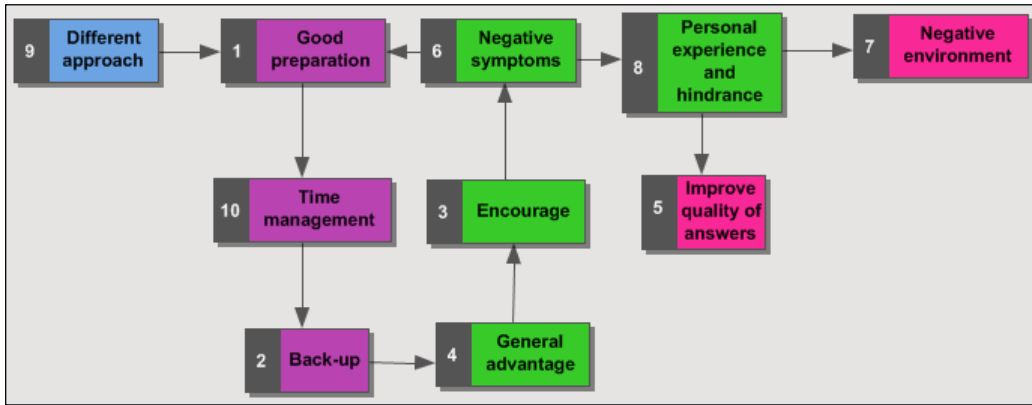 9
Different
approach
1
Good
preparation
6
Negative
symptoms
8
Personal
experience
and
hindrance
7
Negative
environment
10
Time
management
3
Encourage
5
Improve
quality of
answers
2
Back-up
4
General
advantage